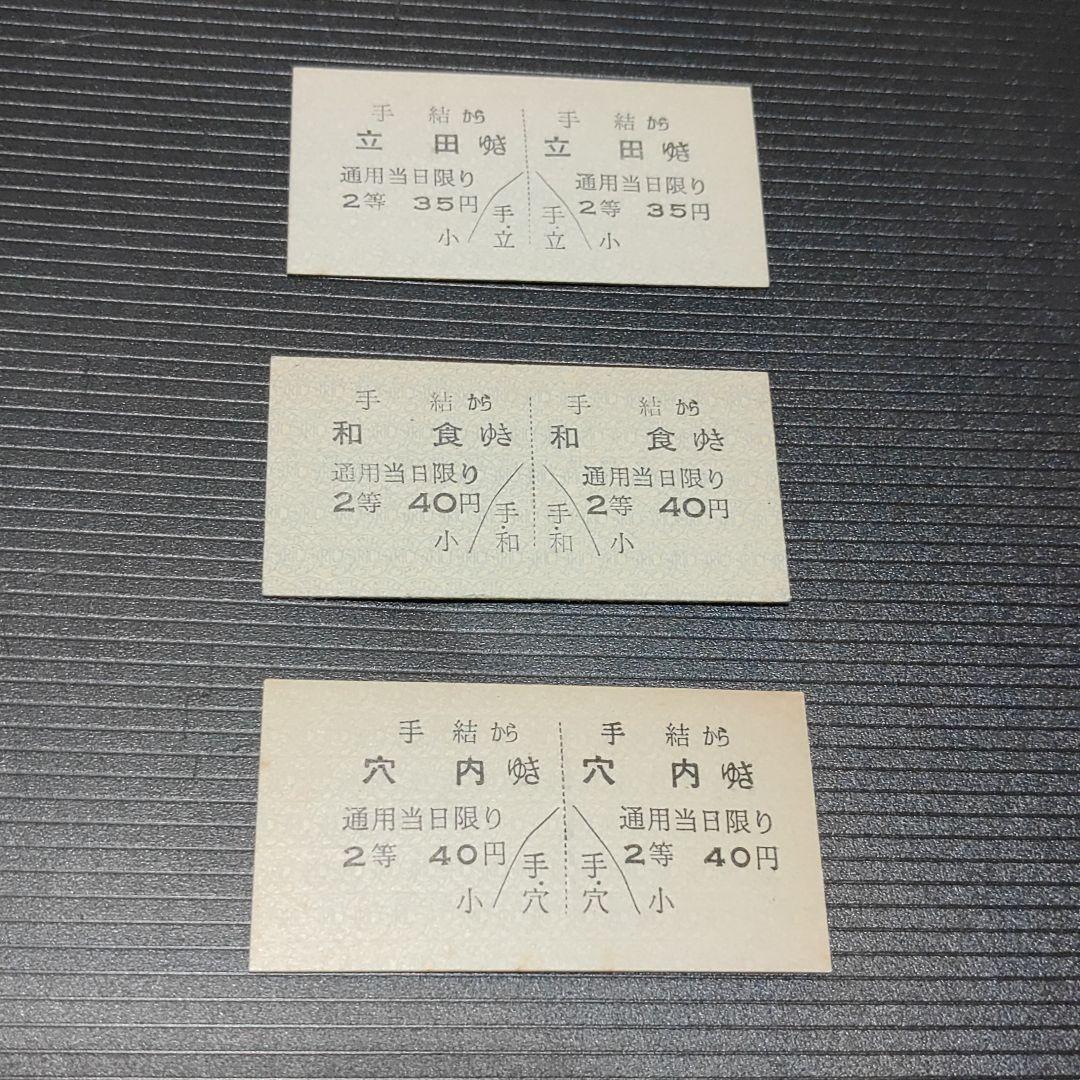 手 結から 手 結から
立 田ゆき 立 田ゆき
通用当日限り 通用当日限り
2等 35円 2等 35円
小 手・立 手・立 小
手 結から 手 結から
和 食ゆき 和 食ゆき
通用当日限り 通用当日限り
2等 40円 2等 40円
小 手・和 手・和 小
手 結から 手 結から
穴 内ゆき 穴 内ゆき
通用当日限り 通用当日限り
2等 40円 2等 40円
小 手・穴 手・穴 小